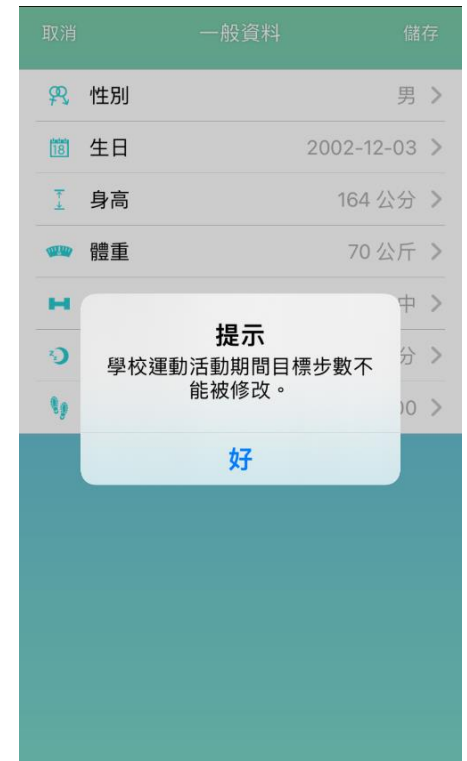 取消 一般資料 儲存
性別 男
18 生日 2002-12-03
身高 164 公分
體重 70 公斤
中
提示
學校運動活動期間目標步數不
分
能被修改。
00
好